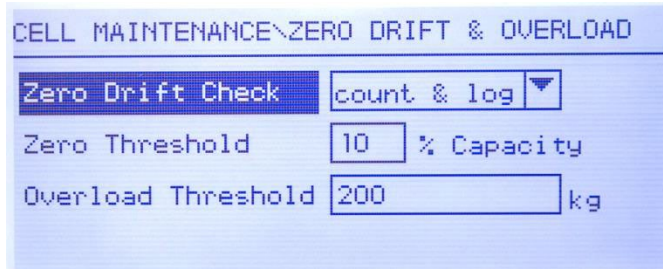 CELL MAINTENANCE\ZERO DRIFT & OVERLOAD
Zero Drift Check count & log
Zero Threshold 10 % Capacity
Overload Threshold 200 kg